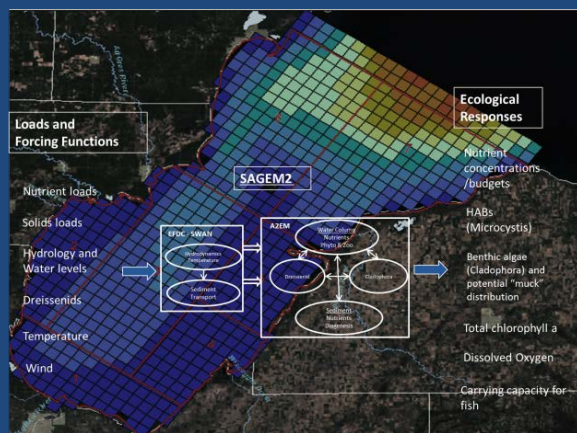 Loads and
Forcing Functions
Nutrient loads
Solids loads
Hydrology and
Water levels
Dreissenids
Temperature
Wind
SAGEM2
EFDC - SWAN
Hydrodynamics
Temperature
Sediment
Transport
A2EM
Water Column
Nutrients
Phyto & Zoo
Dreissenid
Cladophora
Sediment
Nutrients
Diagenesis
Ecological
Responses
Nutrient
concentrations
/budgets
HABs
(Microcystis)
Benthic algae
(Cladophora) and
potential "muck"
distribution
Total chlorophyll a
Dissolved Oxygen
Carrying capacity for
fish